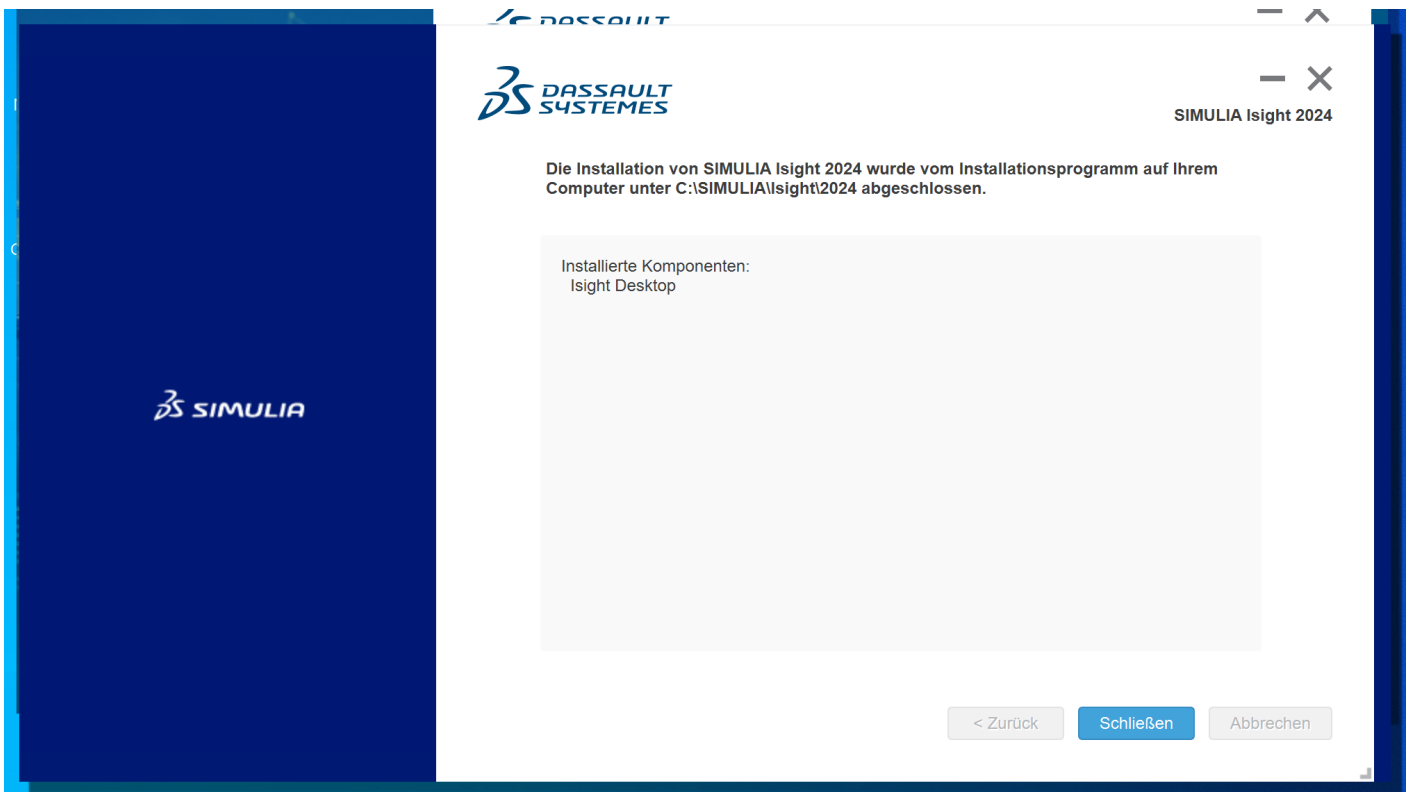 DASSAULT
DASSAULT
SYSTEMES
SIMULIA Isight 2024
Die Installation von SIMULIA Isight 2024 wurde vom Installationsprogramm auf Ihrem
Computer unter C:\SIMULIA\Isight\2024 abgeschlossen.
Installierte Komponenten:
Isight Desktop
SIMULIA
< Zurück
Schließen
Abbrechen